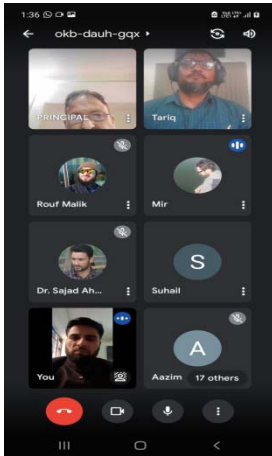 1:36
okb-dauh-gqx
PRINCIPAL
Tariq
Rouf Malik
Mir
Dr. Sajad Ah...
S
Suhail
You
A
Aazim
17 others